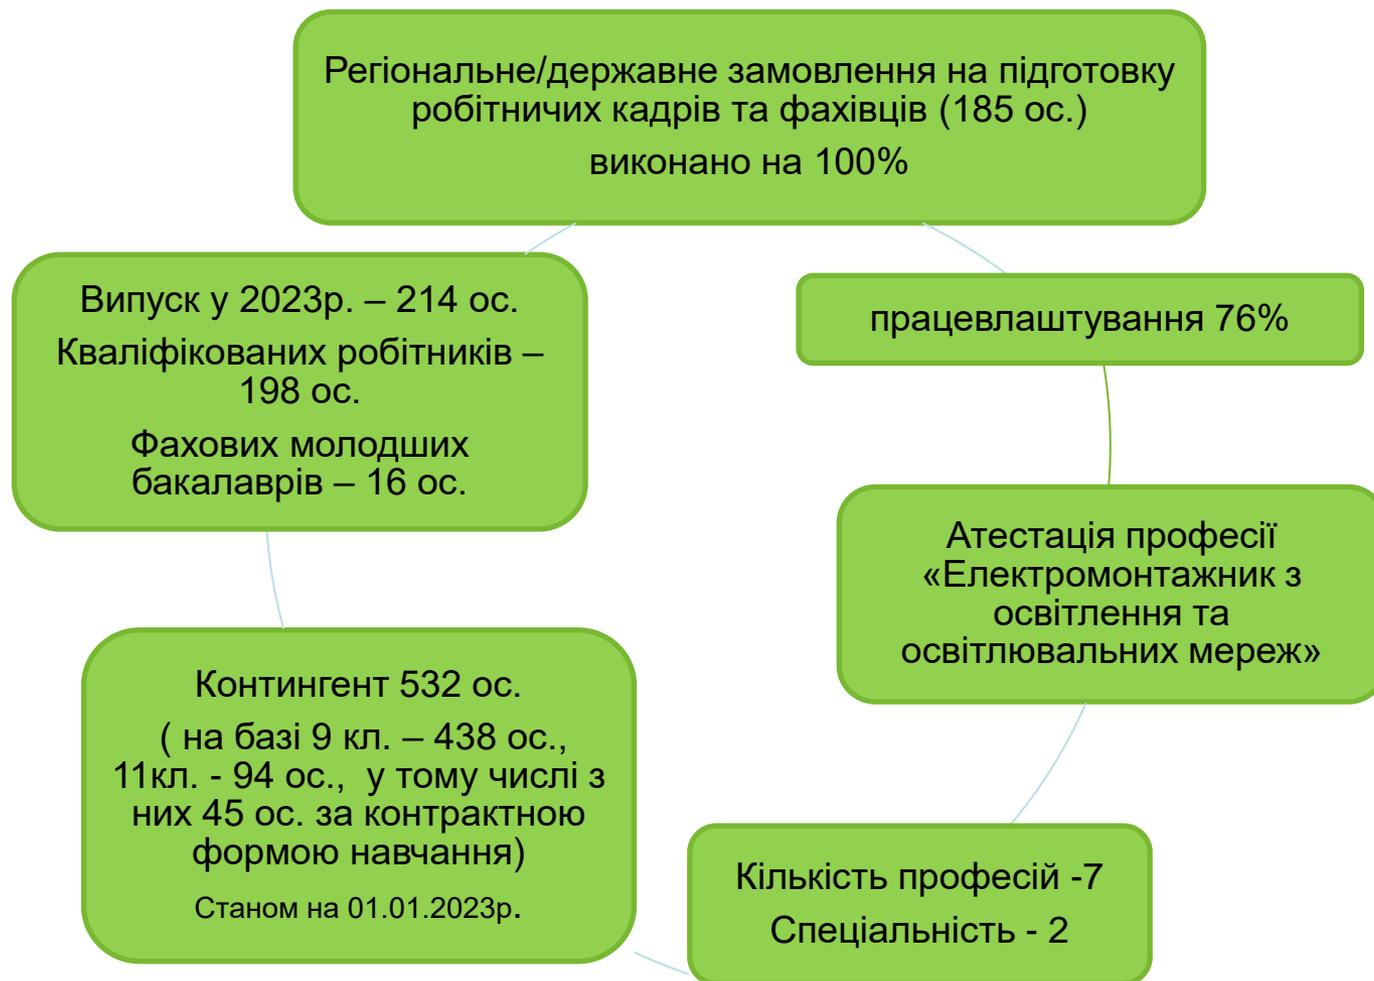 Регіональне/державне замовлення на підготовку
робітничих кадрів та фахівців (185 ос.)
виконано на 100%
Випуск у 2023р. – 214 ос.
Кваліфікованих робітників –
198 ос.
Фахових молодших
бакалаврів – 16 ос.
працевлаштування 76%
Атестація професії
«Електромонтажник з
освітлення та
освітлювальних мереж»
Контингент 532 ос.
( на базі 9 кл. – 438 ос.,
11кл. - 94 ос., у тому числі з
них 45 ос. за контрактною
формою навчання)
Станом на 01.01.2023р.
Кількість професій -7
Спеціальність - 2